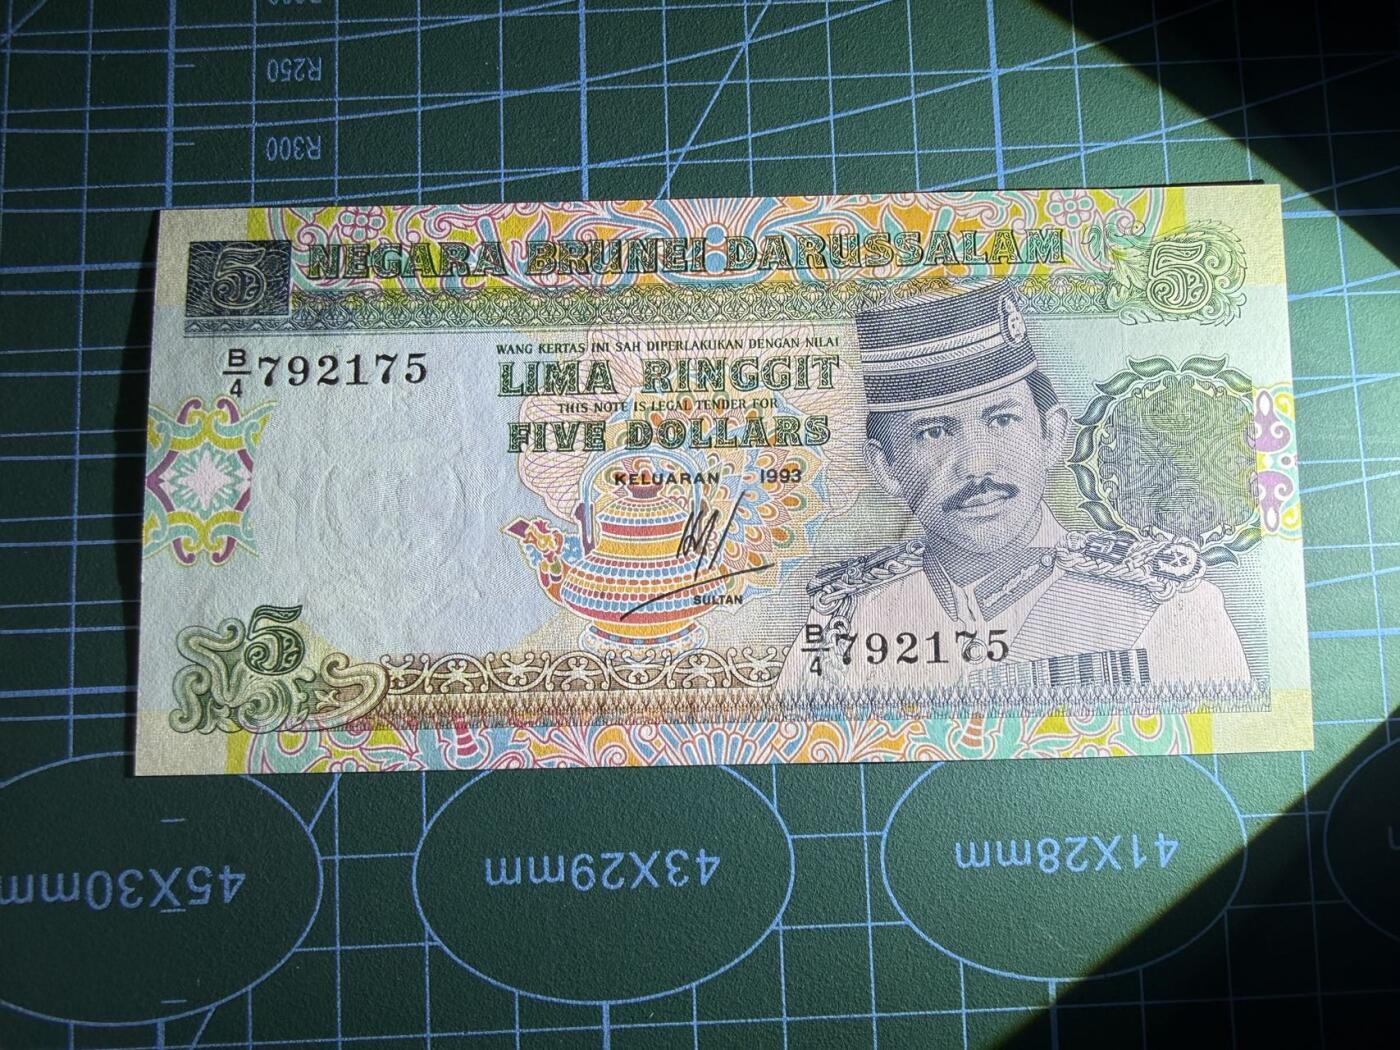 R250
R300
5 NEGARA BRUNEI DARUSSALAM 5
B/4 792175
WANG KERTAS INI SAH DIPERLAKUKAN DENGAN NILAI
LIMA RINGGIT
THIS NOTE IS LEGAL TENDER FOR
FIVE DOLLARS
KELUARAN 1993
SULTAN
5
B/4 792175
45X30mm
43X29mm
41X28mm